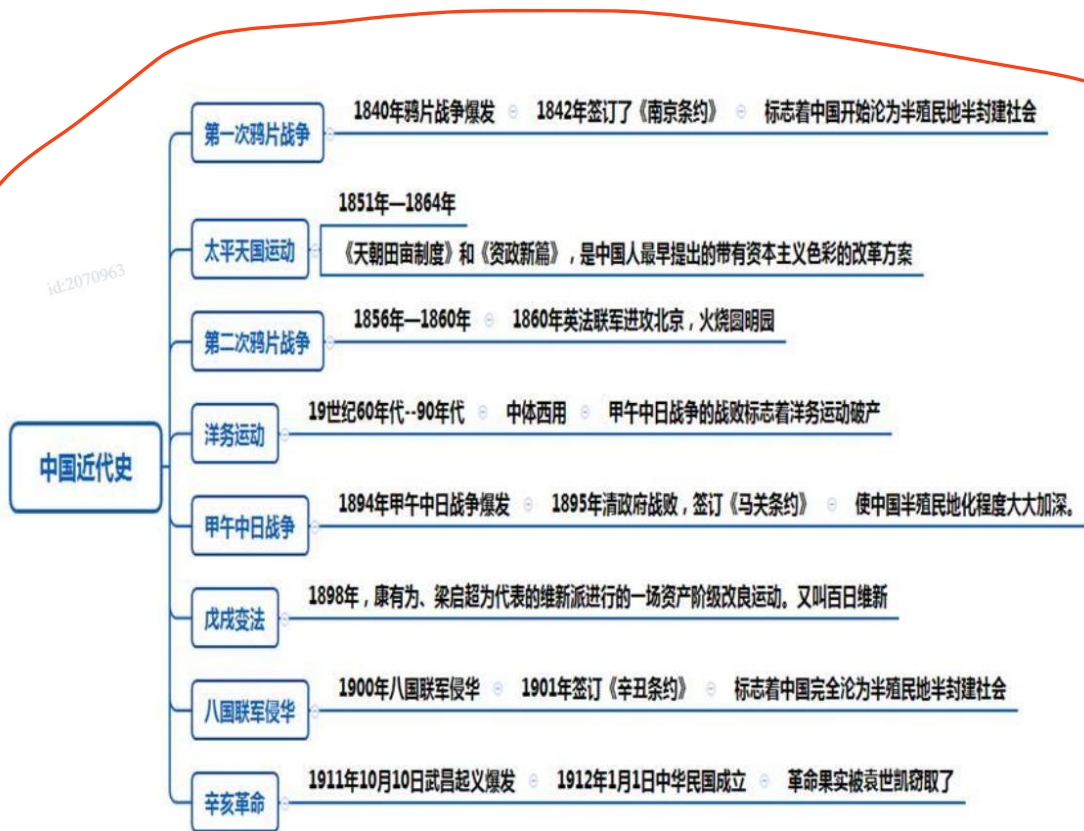 第一次鸦片战争
1840年鸦片战争爆发 1842年签订了《南京条约》 标志着中国开始沦为半殖民地半封建社会
太平天国运动
1851年—1864年
《天朝田亩制度》和《资政新篇》，是中国人最早提出的带有资本主义色彩的改革方案
id:2070963
第二次鸦片战争
1856年—1860年 1860年英法联军进攻北京，火烧圆明园
洋务运动
19世纪60年代--90年代 中体西用 甲午中日战争的战败标志着洋务运动破产
中国近代史
甲午中日战争
1894年甲午中日战争爆发 1895年清政府战败，签订《马关条约》 使中国半殖民地化程度大大加深。
戊戌变法
1898年，康有为、梁启超为代表的维新派进行的一场资产阶级改良运动。又叫百日维新
八国联军侵华
1900年八国联军侵华 1901年签订《辛丑条约》 标志着中国完全沦为半殖民地半封建社会
辛亥革命
1911年10月10日武昌起义爆发 1912年1月1日中华民国成立 革命果实被袁世凯窃取了